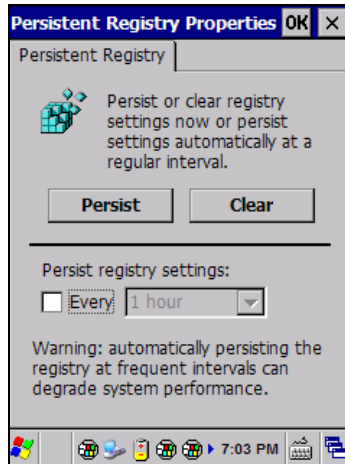 Persistent Registry Properties OK ×
Persistent Registry
Persist or clear registry
settings now or persist
settings automatically at a
regular interval.
Persist Clear
Persist registry settings:
Every 1 hour
Warning: automatically persisting the
registry at frequent intervals can
degrade system performance.
7:03 PM